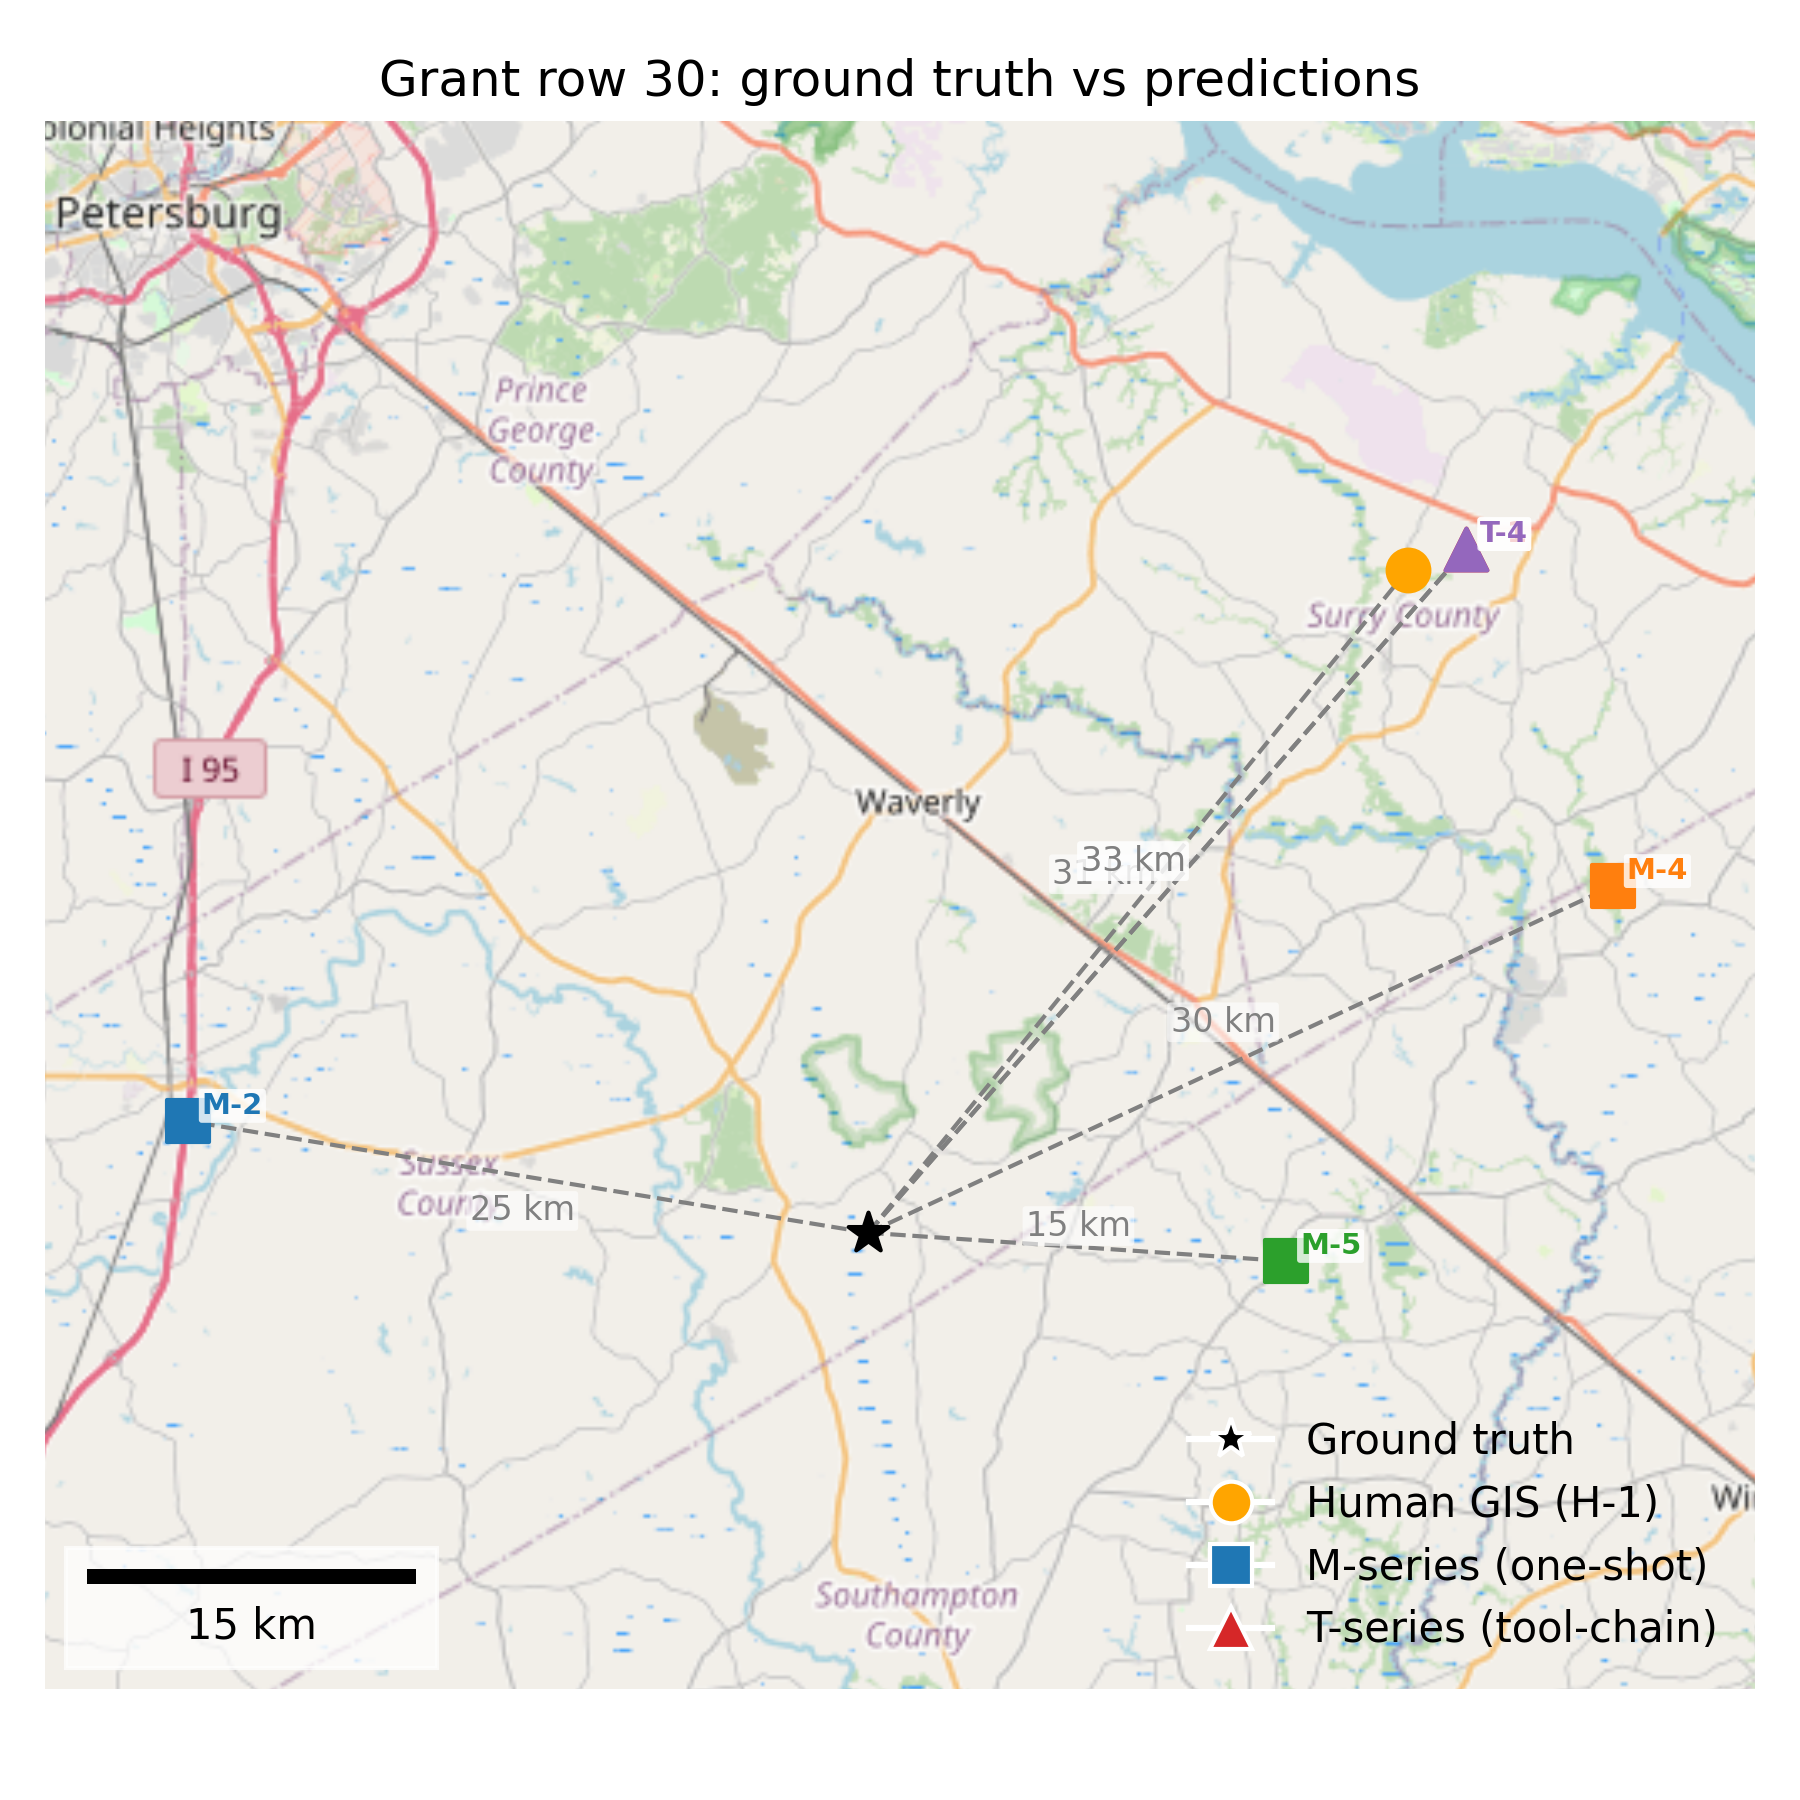 Grant row 30: ground truth vs predictions
olonial Heights
Petersburg
Prince
George
County
T-4
Surry County
I 95
Waverly
33 km
31 km
M-4
30 km
M-2
Sussex
County
25 km
15 km
M-5
Ground truth
Human GIS (H-1)
M-series (one-shot)
T-series (tool-chain)
Wi
Southampton
County
15 km